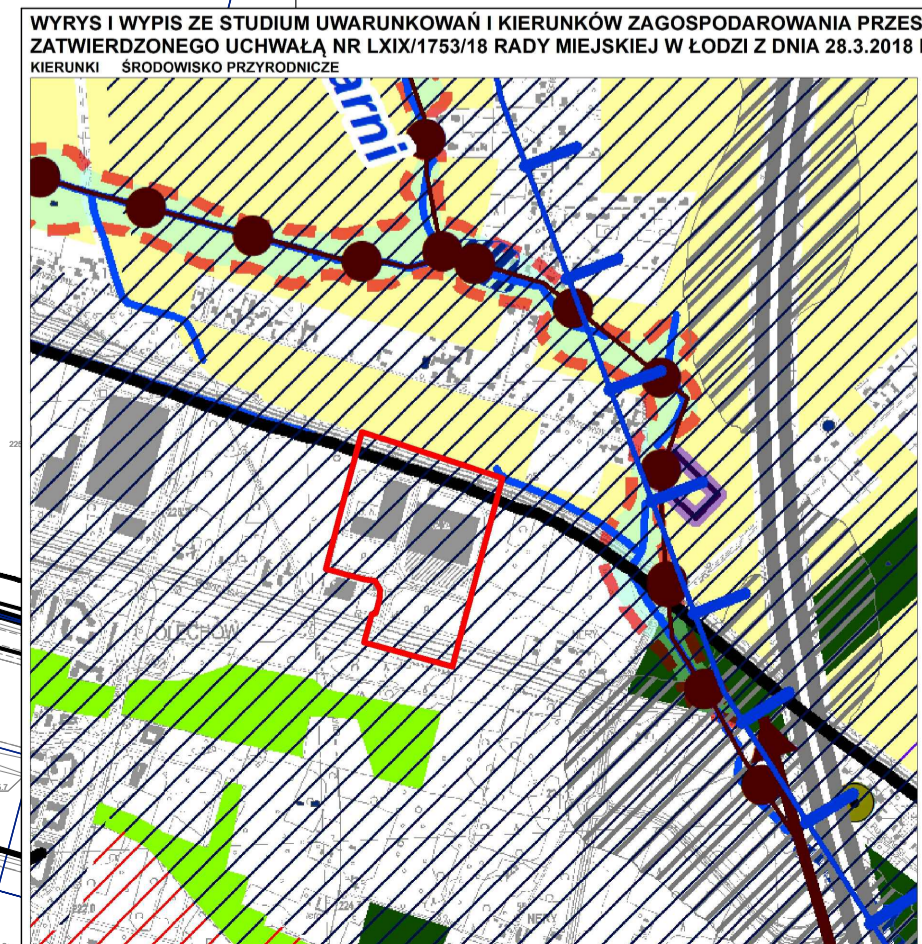 WYRYS I WYPIS ZE STUDIUM UWARUNKOWAŃ I KIERUNKÓW ZAGOSPODAROWANIA PRZES
ZATWIERDZONEGO UCHWAŁĄ NR LXIX/1753/18 RADY MIEJSKIEJ W ŁODZI Z DNIA 28.3.2018
KIERUNKI ŚRODOWISKO PRZYRODNICZE
arni
OLECHÓW
NERY